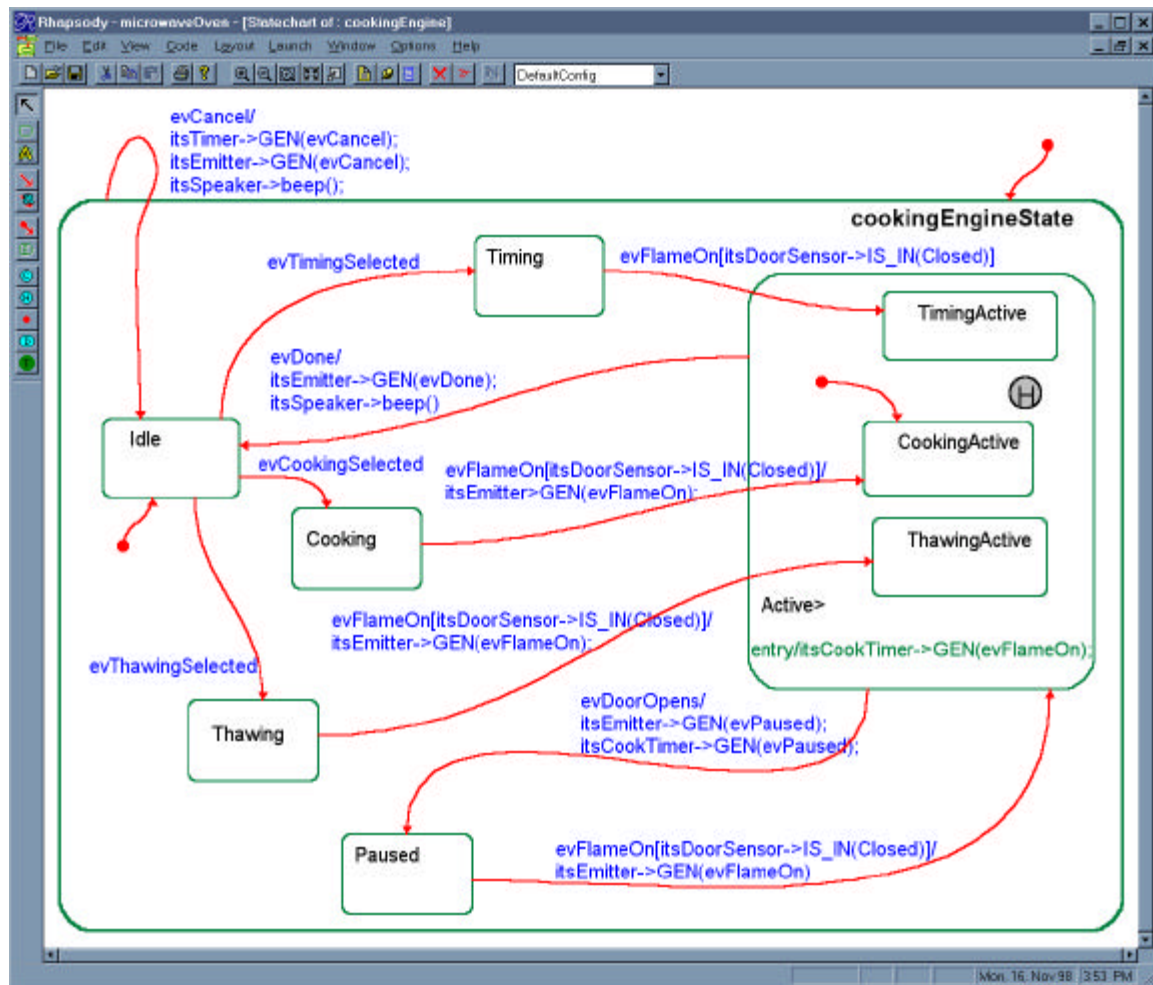 Rhapsody - microwaveOven - [Statechart of : cookingEngine]
File Edit View Code Layout Launch Window Options Help
DefaultConfig
evCancel/
itsTimer->GEN(evCancel);
itsEmitter->GEN(evCancel);
itsSpeaker->beep();
cookingEngineState
evTimingSelected
Timing
evFlameOn[itsDoorSensor->IS_IN(Closed)]
TimingActive
evDone/
itsEmitter->GEN(evDone);
itsSpeaker->beep()
H
Idle
CookingActive
evCookingSelected
evFlameOn[itsDoorSensor->IS_IN(Closed)]/
itsEmitter>GEN(evFlameOn);
Cooking
ThawingActive
Active>
evFlameOn[itsDoorSensor->IS_IN(Closed)]/
itsEmitter->GEN(evFlameOn);
entry/itsCookTimer->GEN(evFlameOn);
evThawingSelected
Thawing
evDoorOpens/
itsEmitter->GEN(evPaused);
itsCookTimer->GEN(evPaused);
Paused
evFlameOn[itsDoorSensor->IS_IN(Closed)]/
itsEmitter->GEN(evFlameOn)
Mon, 16, Nov 98 3:53 PM